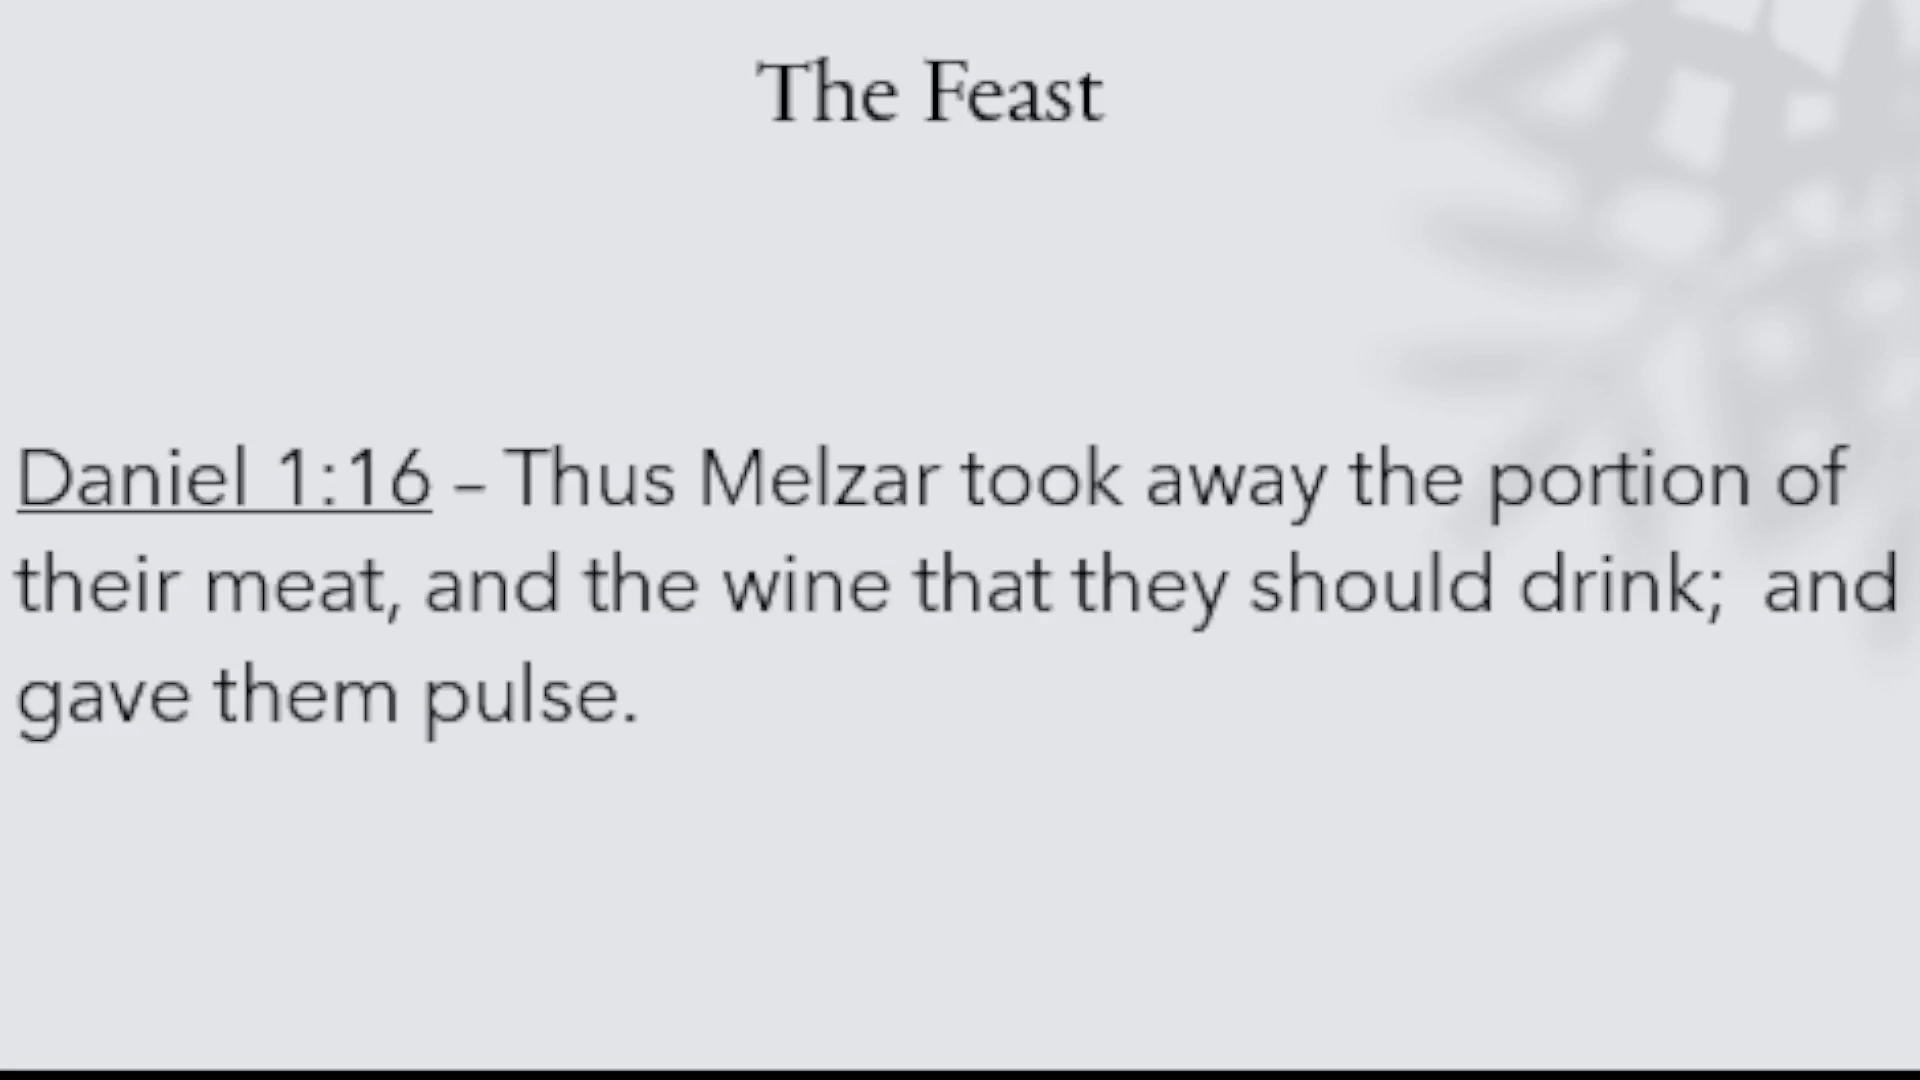 The Feast
Daniel 1:16 – Thus Melzar took away the portion of
their meat, and the wine that they should drink;  and
gave them pulse.